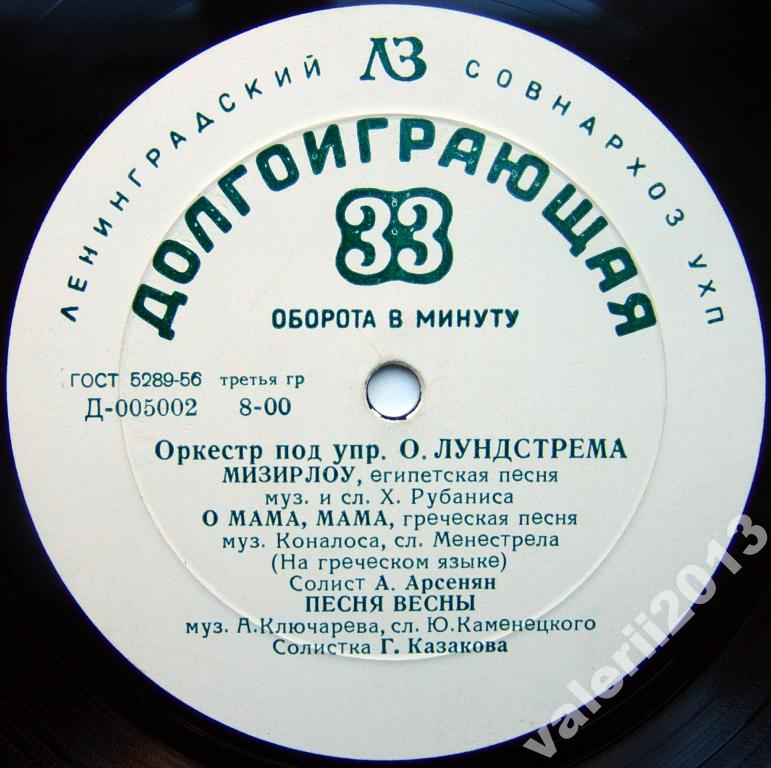 ЛЕНИНГРАДСКИЙ ЛЗ СОВНАРХОЗ УХП
ДОЛГОИГРАЮЩАЯ
33
ОБОРОТА В МИНУТУ
ГОСТ 5289-56 третья гр
Д-005002 8-00
Оркестр под упр. О. ЛУНДСТРЕМА
МИЗИРЛОУ, египетская песня
муз. и сл. Х. Рубаниса
О МАМА, МАМА, греческая песня
муз. Коналоса, сл. Менестрела
(На греческом языке)
Солист А. Арсенян
ПЕСНЯ ВЕСНЫ
муз. А.Ключарева, сл. Ю.Каменецкого
Солистка Г. Казакова
valerii2013